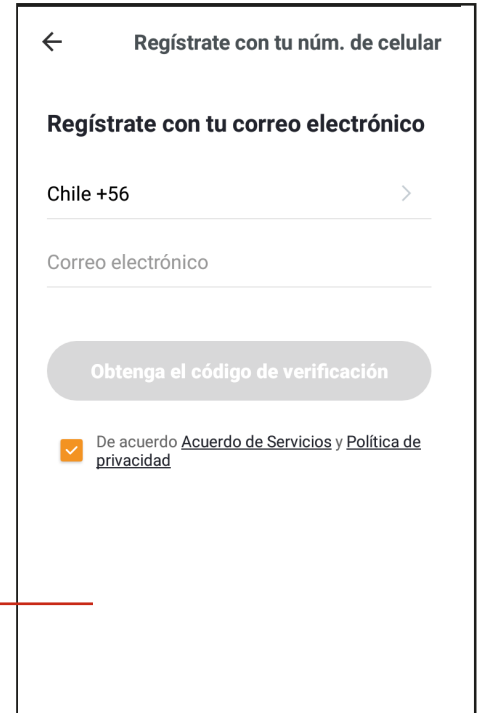 Regístrate con tu núm. de celular
Regístrate con tu correo electrónico
Chile +56
Correo electrónico
Obtenga el código de verificación
De acuerdo Acuerdo de Servicios y Política de
privacidad